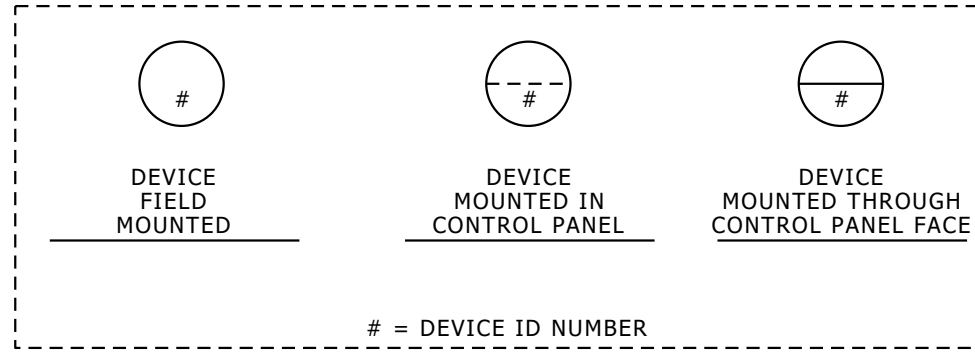 #
#
#
DEVICE
FIELD
MOUNTED
DEVICE
MOUNTED IN
CONTROL PANEL
DEVICE
MOUNTED THROUGH
CONTROL PANEL FACE
# = DEVICE ID NUMBER